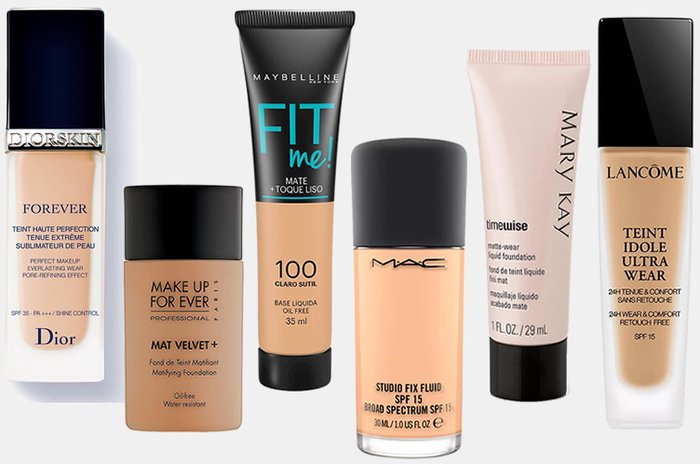 DIORSKIN
FOREVER
TEINT HAUTE PERFECTION
TENUE EXTRÊME
SUBLIMATEUR DE PEAU
PERFECT MAKEUP
EVERLASTING WEAR
PORE-REFINING EFFECT
SPF 35 - PA +++ / SHINE CONTROL
Dior
MAKE UP
FOR EVER
PARIS
PROFESSIONAL
MAT VELVET+
Fond de Teint Matifiant
Matifying Foundation
Oil-free
Water resistant
MAYBELLINE
NEW YORK
FIT
me!
MATE
+ TOQUE LISO
100
CLARO SUTIL
BASE LÍQUIDA
OIL FREE
35 ml
M·A·C
STUDIO FIX FLUID
SPF 15
BROAD SPECTRUM SPF 15
30 ML / 1.0 US FL OZ
MARY KAY
timewise
matte-wear
liquid foundation
fond de teint liquide
fini mat
maquillaje líquido
acabado mate
1 FL. OZ. / 29 mL
LANCÔME
TEINT
IDOLE
ULTRA
WEAR
24H TENUE & CONFORT
SANS RETOUCHE
24H WEAR & COMFORT
RETOUCH FREE
SPF 15